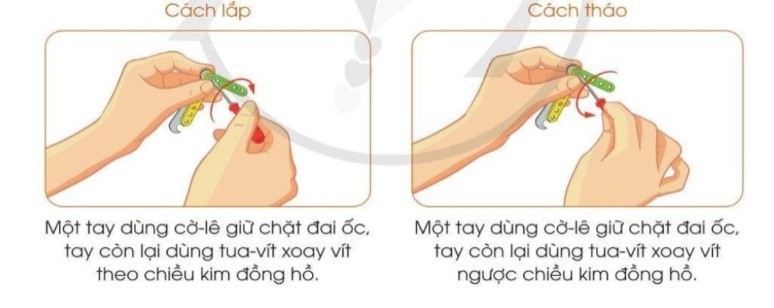 Cách lắp
Một tay dùng cờ-lê giữ chặt đai ốc,
tay còn lại dùng tua-vít xoay vít
theo chiều kim đồng hồ.
Cách tháo
Một tay dùng cờ-lê giữ chặt đai ốc,
tay còn lại dùng tua-vít xoay vít
ngược chiều kim đồng hồ.